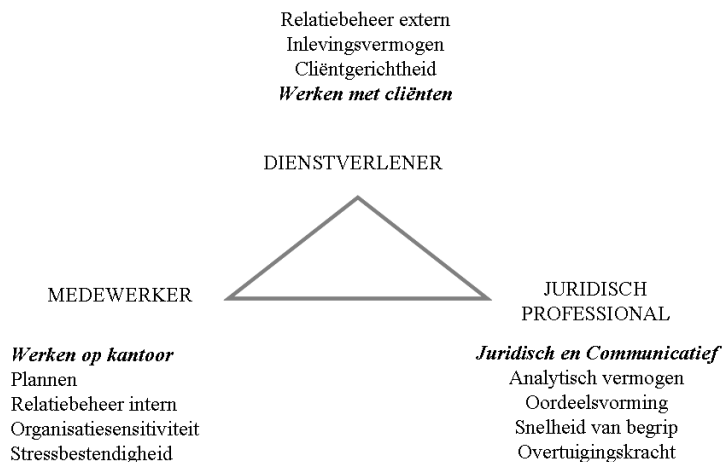 Relatiebeheer extern
Inlevingsvermogen
Cliëntgerichtheid
Werken met cliënten
DIENSTVERLENER
MEDEWERKER
JURIDISCH
PROFESSIONAL
Werken op kantoor
Plannen
Relatiebeheer intern
Organisatiesensitiviteit
Stressbestendigheid
Juridisch en Communicatief
Analytisch vermogen
Oordeelsvorming
Snelheid van begrip
Overtuigingskracht